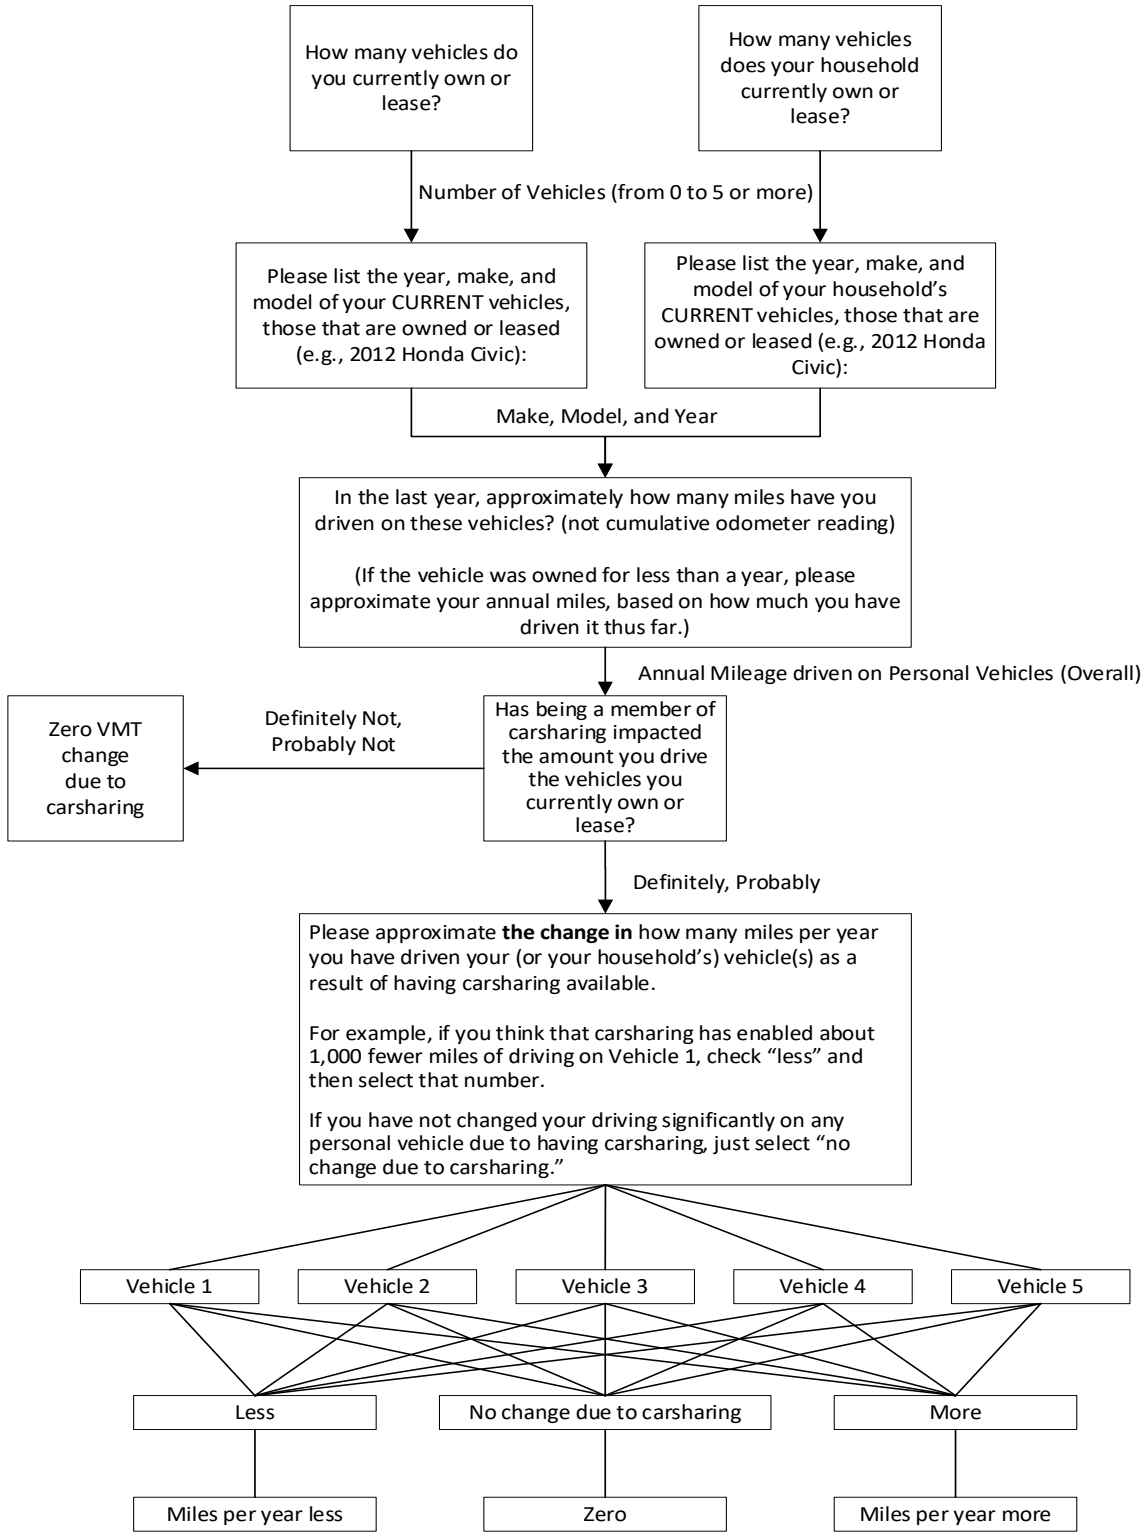 How many vehicles do
you currently own or
lease?
How many vehicles
does your household
currently own or
lease?
Number of Vehicles (from 0 to 5 or more)
Please list the year, make, and
model of your CURRENT vehicles,
those that are owned or leased
(e.g., 2012 Honda Civic):
Please list the year, make, and
model of your household’s
CURRENT vehicles, those that are
owned or leased (e.g., 2012 Honda
Civic):
Make, Model, and Year
In the last year, approximately how many miles have you
driven on these vehicles? (not cumulative odometer reading)
(If the vehicle was owned for less than a year, please
approximate your annual miles, based on how much you have
driven it thus far.)
Annual Mileage driven on Personal Vehicles (Overall)
Has being a member of
carsharing impacted
the amount you drive
the vehicles you
currently own or
lease?
Definitely Not,
Probably Not
Zero VMT
change
due to
carsharing
Definitely, Probably
Please approximate the change in how many miles per year
you have driven your (or your household’s) vehicle(s) as a
result of having carsharing available.
For example, if you think that carsharing has enabled about
1,000 fewer miles of driving on Vehicle 1, check “less” and
then select that number.
If you have not changed your driving significantly on any
personal vehicle due to having carsharing, just select “no
change due to carsharing.”
Vehicle 1
Vehicle 2
Vehicle 3
Vehicle 4
Vehicle 5
Less
No change due to carsharing
More
Miles per year less
Zero
Miles per year more